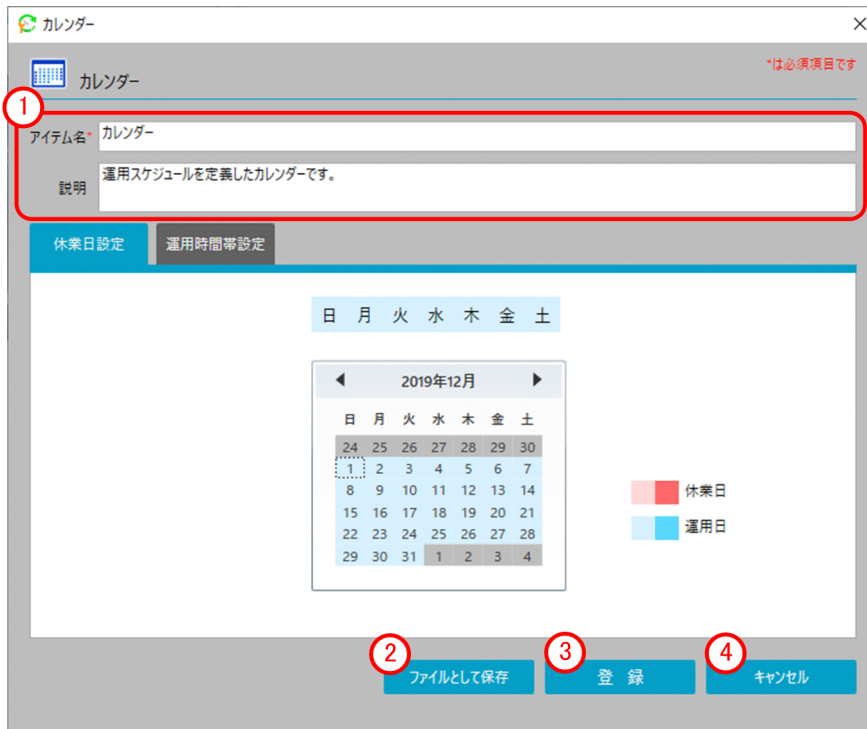 カレンダー
カレンダー
*は必須項目です
1
アイテム名* カレンダー
説明 運用スケジュールを定義したカレンダーです。
休業日設定 運用時間帯設定
日 月 火 水 木 金 土
2019年12月
日 月 火 水 木 金 土
24 25 26 27 28 29 30
1 2 3 4 5 6 7
8 9 10 11 12 13 14
15 16 17 18 19 20 21
22 23 24 25 26 27 28
29 30 31 1 2 3 4
休業日
運用日
2 ファイルとして保存
3 登 録
4 キャンセル